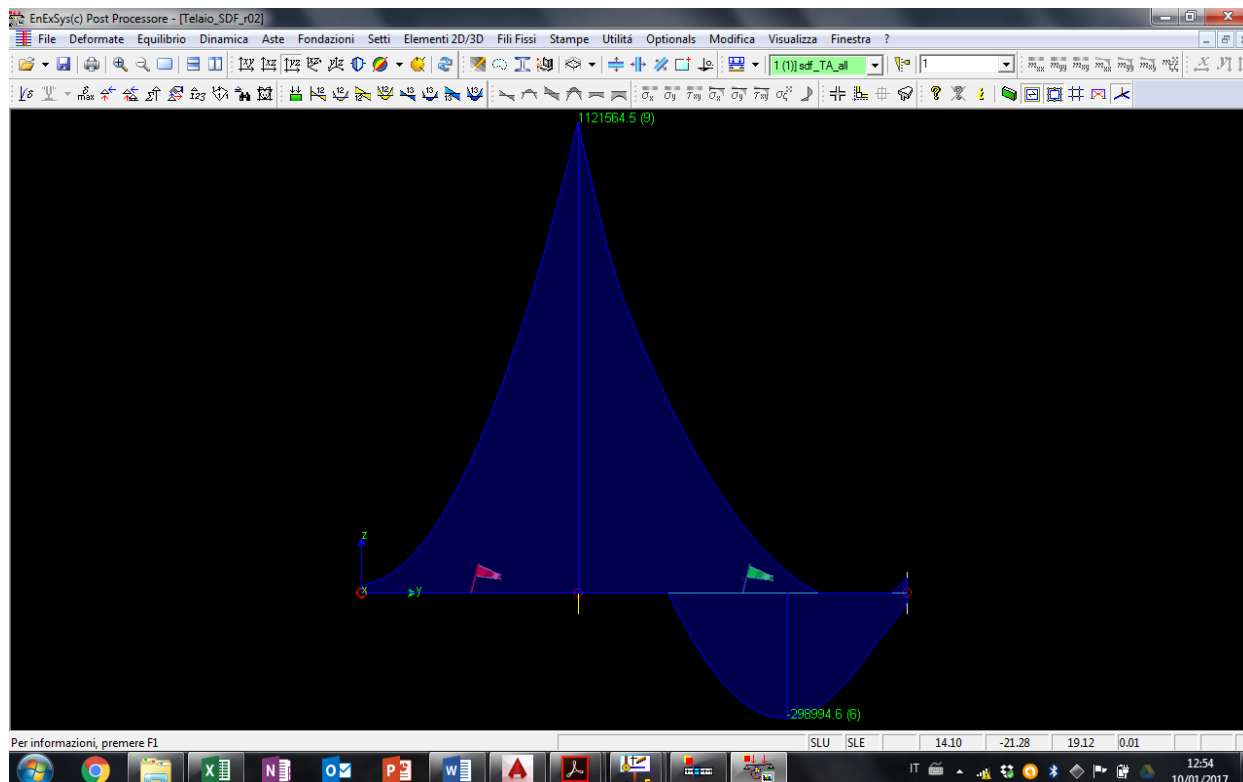 EnExSys(c) Post Processore - [Telaio_SDF_r02]
File Deformate Equilibrio Dinamica Aste Fondazioni Setti Elementi 2D/3D Fili Fissi Stampe Utilitá Optionals Modifica Visualizza Finestra ?
1 (1)] sdf_TA_all 1
1121564.5 (9)
z
x y
-298994.6 (6)
Per informazioni, premere F1 SLU SLE 14.10 -21.28 19.12 0.01
IT 12:54
10/01/2017